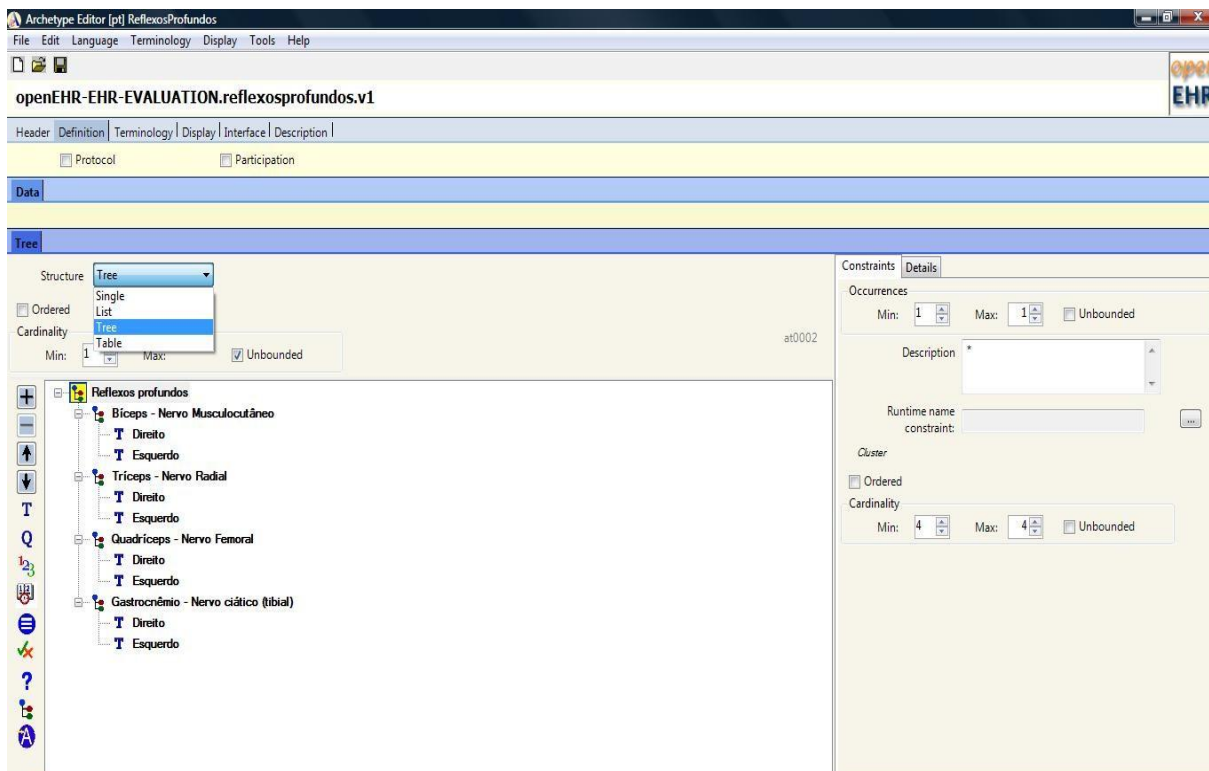 Archetype Editor [pt] ReflexosProfundos
File Edit Language Terminology Display Tools Help
openEHR-EHR-EVALUATION.reflexosprofundos.v1
open
EHR
Header Definition Terminology Display Interface Description
Protocol Participation
Data
Tree
Structure Tree
Single
List
Tree
Table
Ordered
Cardinality
Min: 1 Max: Unbounded
at0002
Reflexos profundos
Bíceps - Nervo Musculocutâneo
T Direito
T Esquerdo
Tríceps - Nervo Radial
T Direito
T Esquerdo
Quadríceps - Nervo Femoral
T Direito
T Esquerdo
Gastrocnêmio - Nervo ciático (tibial)
T Direito
T Esquerdo
T
Q
123
?
A
Constraints Details
Occurrences
Min: 1 Max: 1 Unbounded
Description *
Runtime name
constraint: ...
Cluster
Ordered
Cardinality
Min: 4 Max: 4 Unbounded